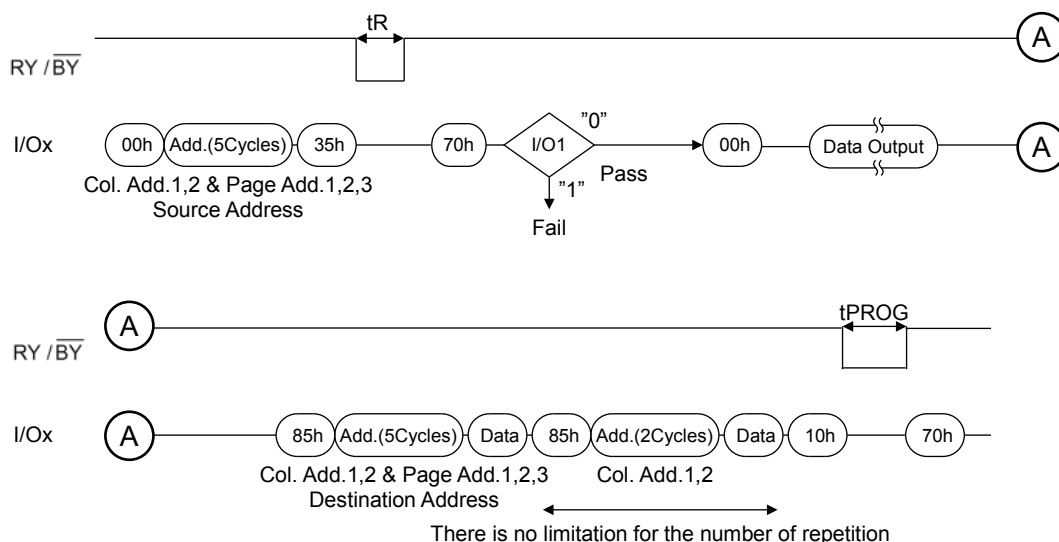 tR
A
RY / BY
I/Ox
00h Add.(5Cycles) 35h 70h I/O1 "0" 00h Data Output A
Pass
"1"
Fail
Col. Add.1,2 & Page Add.1,2,3
Source Address
A
tPROG
RY / BY
I/Ox
A 85h Add.(5Cycles) Data 85h Add.(2Cycles) Data 10h 70h
Col. Add.1,2 & Page Add.1,2,3 Col. Add.1,2
Destination Address
There is no limitation for the number of repetition